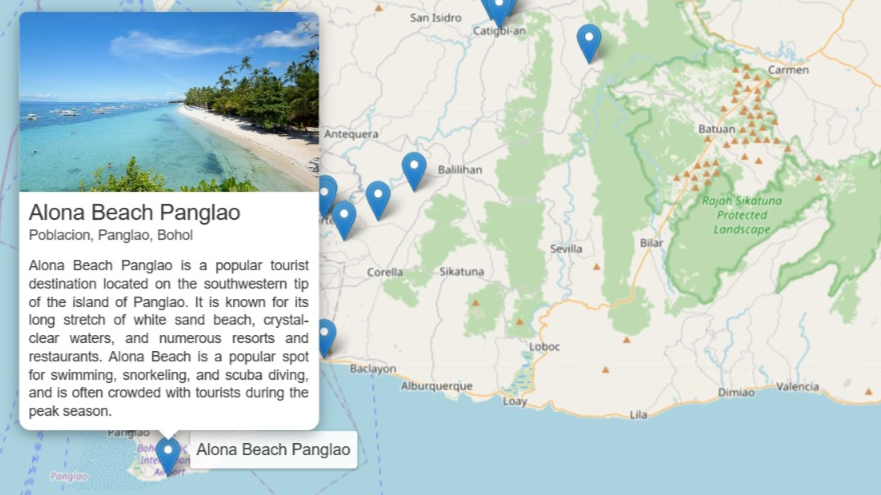 Alona Beach Panglao
Poblacion, Panglao, Bohol
Alona Beach Panglao is a popular tourist
destination located on the southwestern tip
of the island of Panglao. It is known for its
long stretch of white sand beach, crystal-
clear waters, and numerous resorts and
restaurants. Alona Beach is a popular spot
for swimming, snorkeling, and scuba diving,
and is often crowded with tourists during the
peak season.
San Isidro
Catigbi-an
Carmen
Batuan
Antequera
Balilihan
Rajah Sikatuna
Protected
Landscape
Sevilla
Bilar
Corella
Sikatuna
Loboc
Baclayon
Alburquerque
Loay
Lila
Dimiao
Valencia
Panglao
Alona Beach Panglao
Airport
Panglao